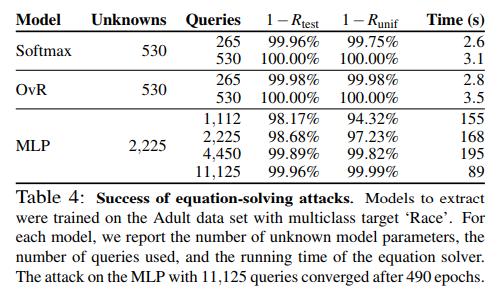 Model Unknowns Queries 1 − Rtest 1 − Runif Time (s)
Softmax 530 265 99.96% 99.75% 2.6
530 100.00% 100.00% 3.1
OvR 530 265 99.98% 99.98% 2.8
530 100.00% 100.00% 3.5
MLP 2,225 1,112 98.17% 94.32% 155
2,225 98.68% 97.23% 168
4,450 99.89% 99.82% 195
11,125 99.96% 99.99% 89
Table 4: Success of equation-solving attacks. Models to extract
were trained on the Adult data set with multiclass target ‘Race’. For
each model, we report the number of unknown model parameters, the
number of queries used, and the running time of the equation solver.
The attack on the MLP with 11,125 queries converged after 490 epochs.